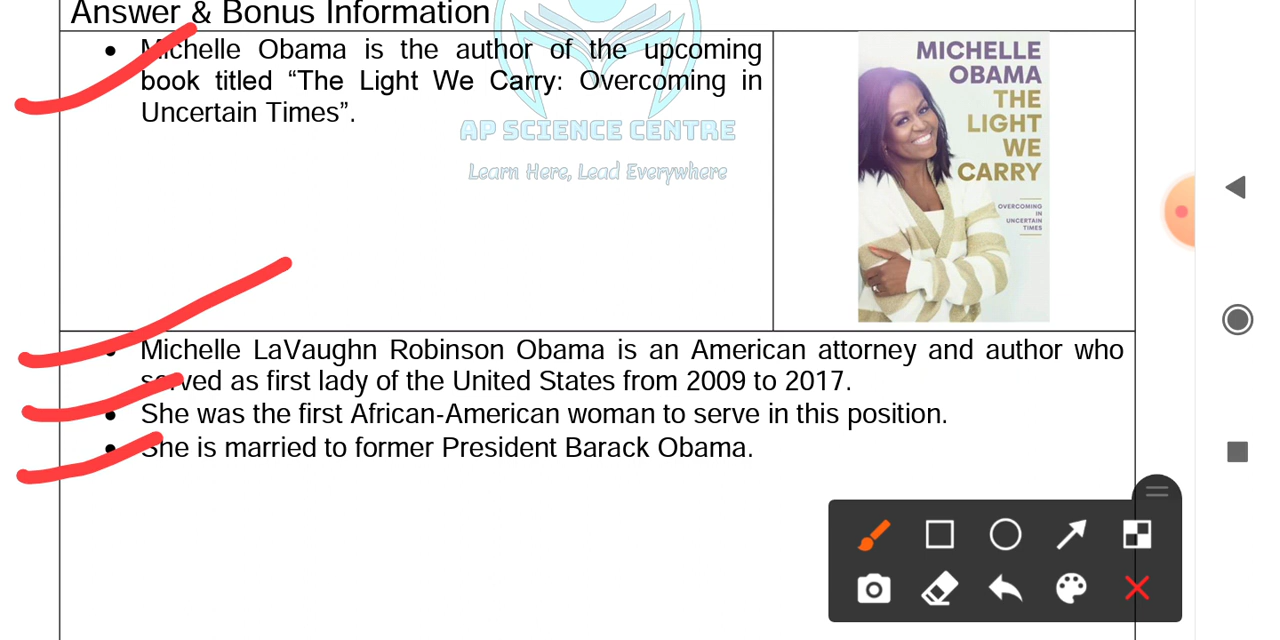 Answer & Bonus Information
• Michelle Obama is the author of the upcoming
book titled “The Light We Carry: Overcoming in
Uncertain Times”.
AP SCIENCE CENTRE
Learn Here, Lead Everywhere
MICHELLE
OBAMA
THE
LIGHT
WE
CARRY
OVERCOMING
IN
UNCERTAIN
TIMES
• Michelle LaVaughn Robinson Obama is an American attorney and author who
served as first lady of the United States from 2009 to 2017.
• She was the first African-American woman to serve in this position.
• She is married to former President Barack Obama.